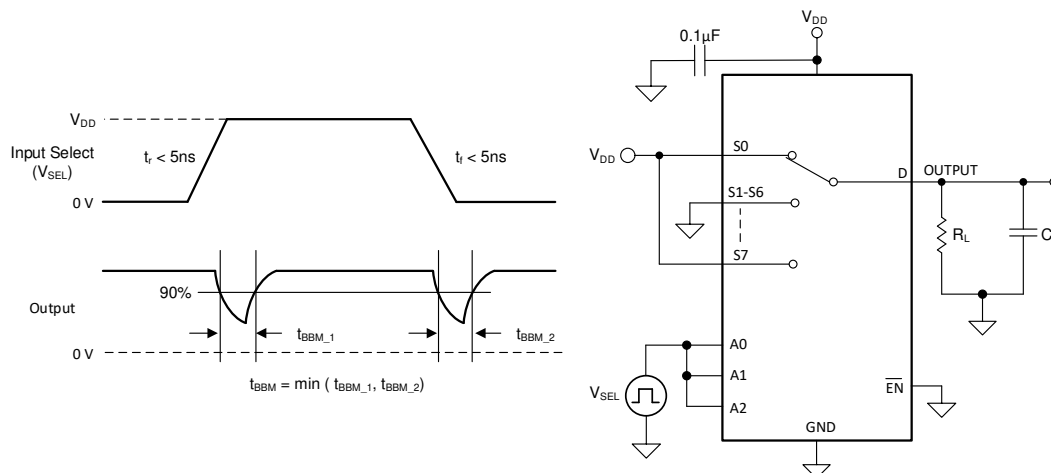 V_DD
Input Select
(V_SEL)
t_r < 5ns
t_f < 5ns
0 V
Output
90%
t_BBM_1
t_BBM_2
0 V
t_BBM = min ( t_BBM_1, t_BBM_2)
V_DD
0.1µF
V_DD
S0
S1-S6
S7
D
OUTPUT
R_L
C
A0
A1
A2
V_SEL
EN
GND